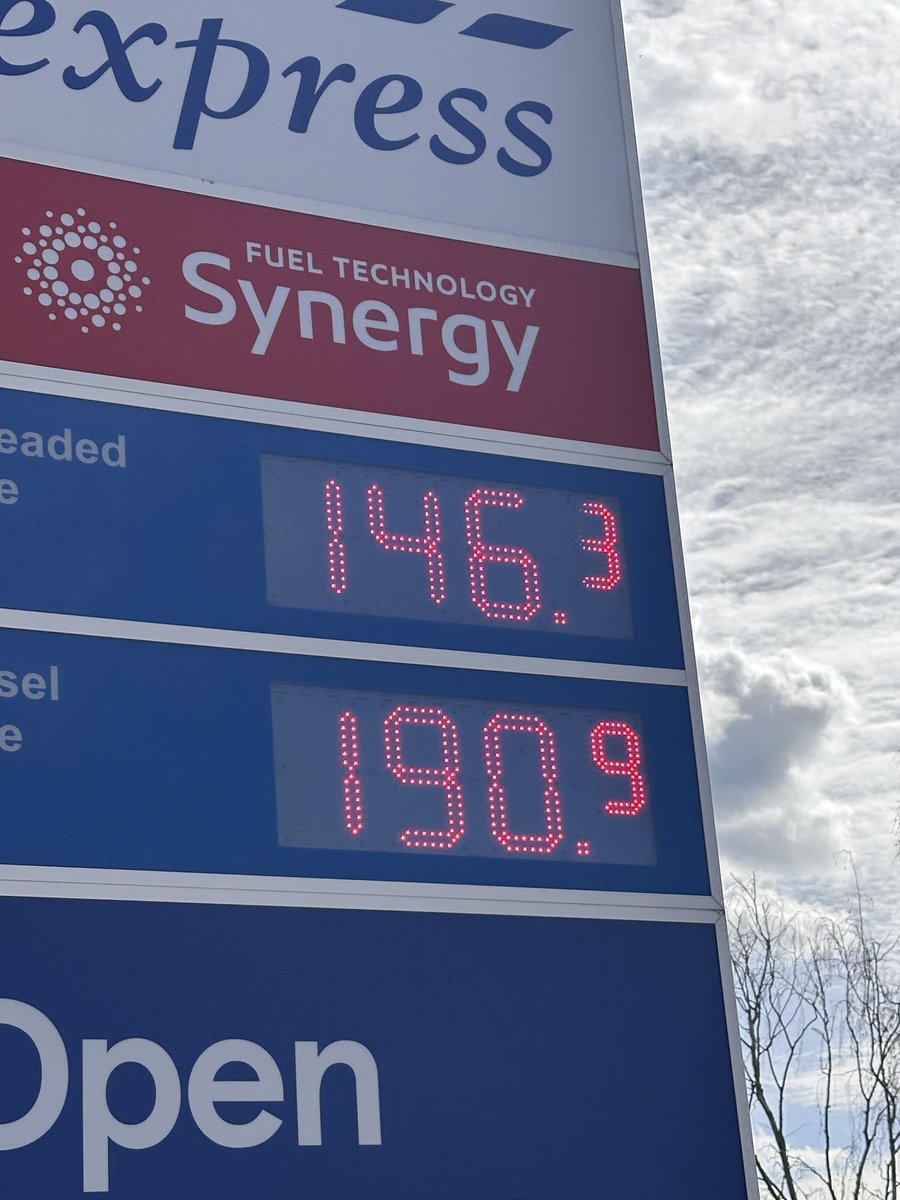 express
FUEL TECHNOLOGY
Synergy
eaded
e
146.3
sel
e
190.9
Open